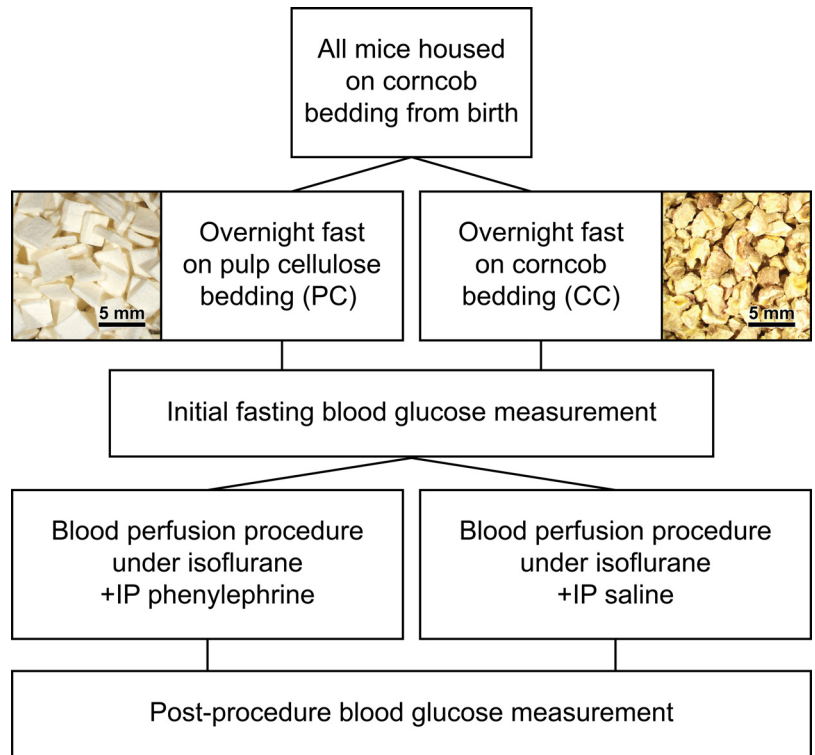 All mice housed
on corncob
bedding from birth
5 mm
Overnight fast
on pulp cellulose
bedding (PC)
Overnight fast
on corncob
bedding (CC)
5 mm
Initial fasting blood glucose measurement
Blood perfusion procedure
under isoflurane
+IP phenylephrine
Blood perfusion procedure
under isoflurane
+IP saline
Post-procedure blood glucose measurement